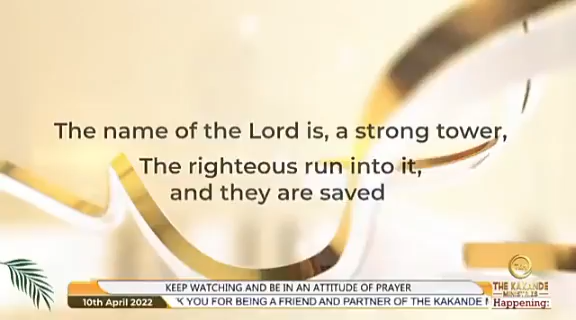 The name of the Lord is, a strong tower,
The righteous run into it,
and they are saved
KEEP WATCHING AND BE IN AN ATTITUDE OF PRAYER
10th April 2022
K YOU FOR BEING A FRIEND AND PARTNER OF THE KAKANDE
THE KAKANDE
MINISTRIES
Happening: